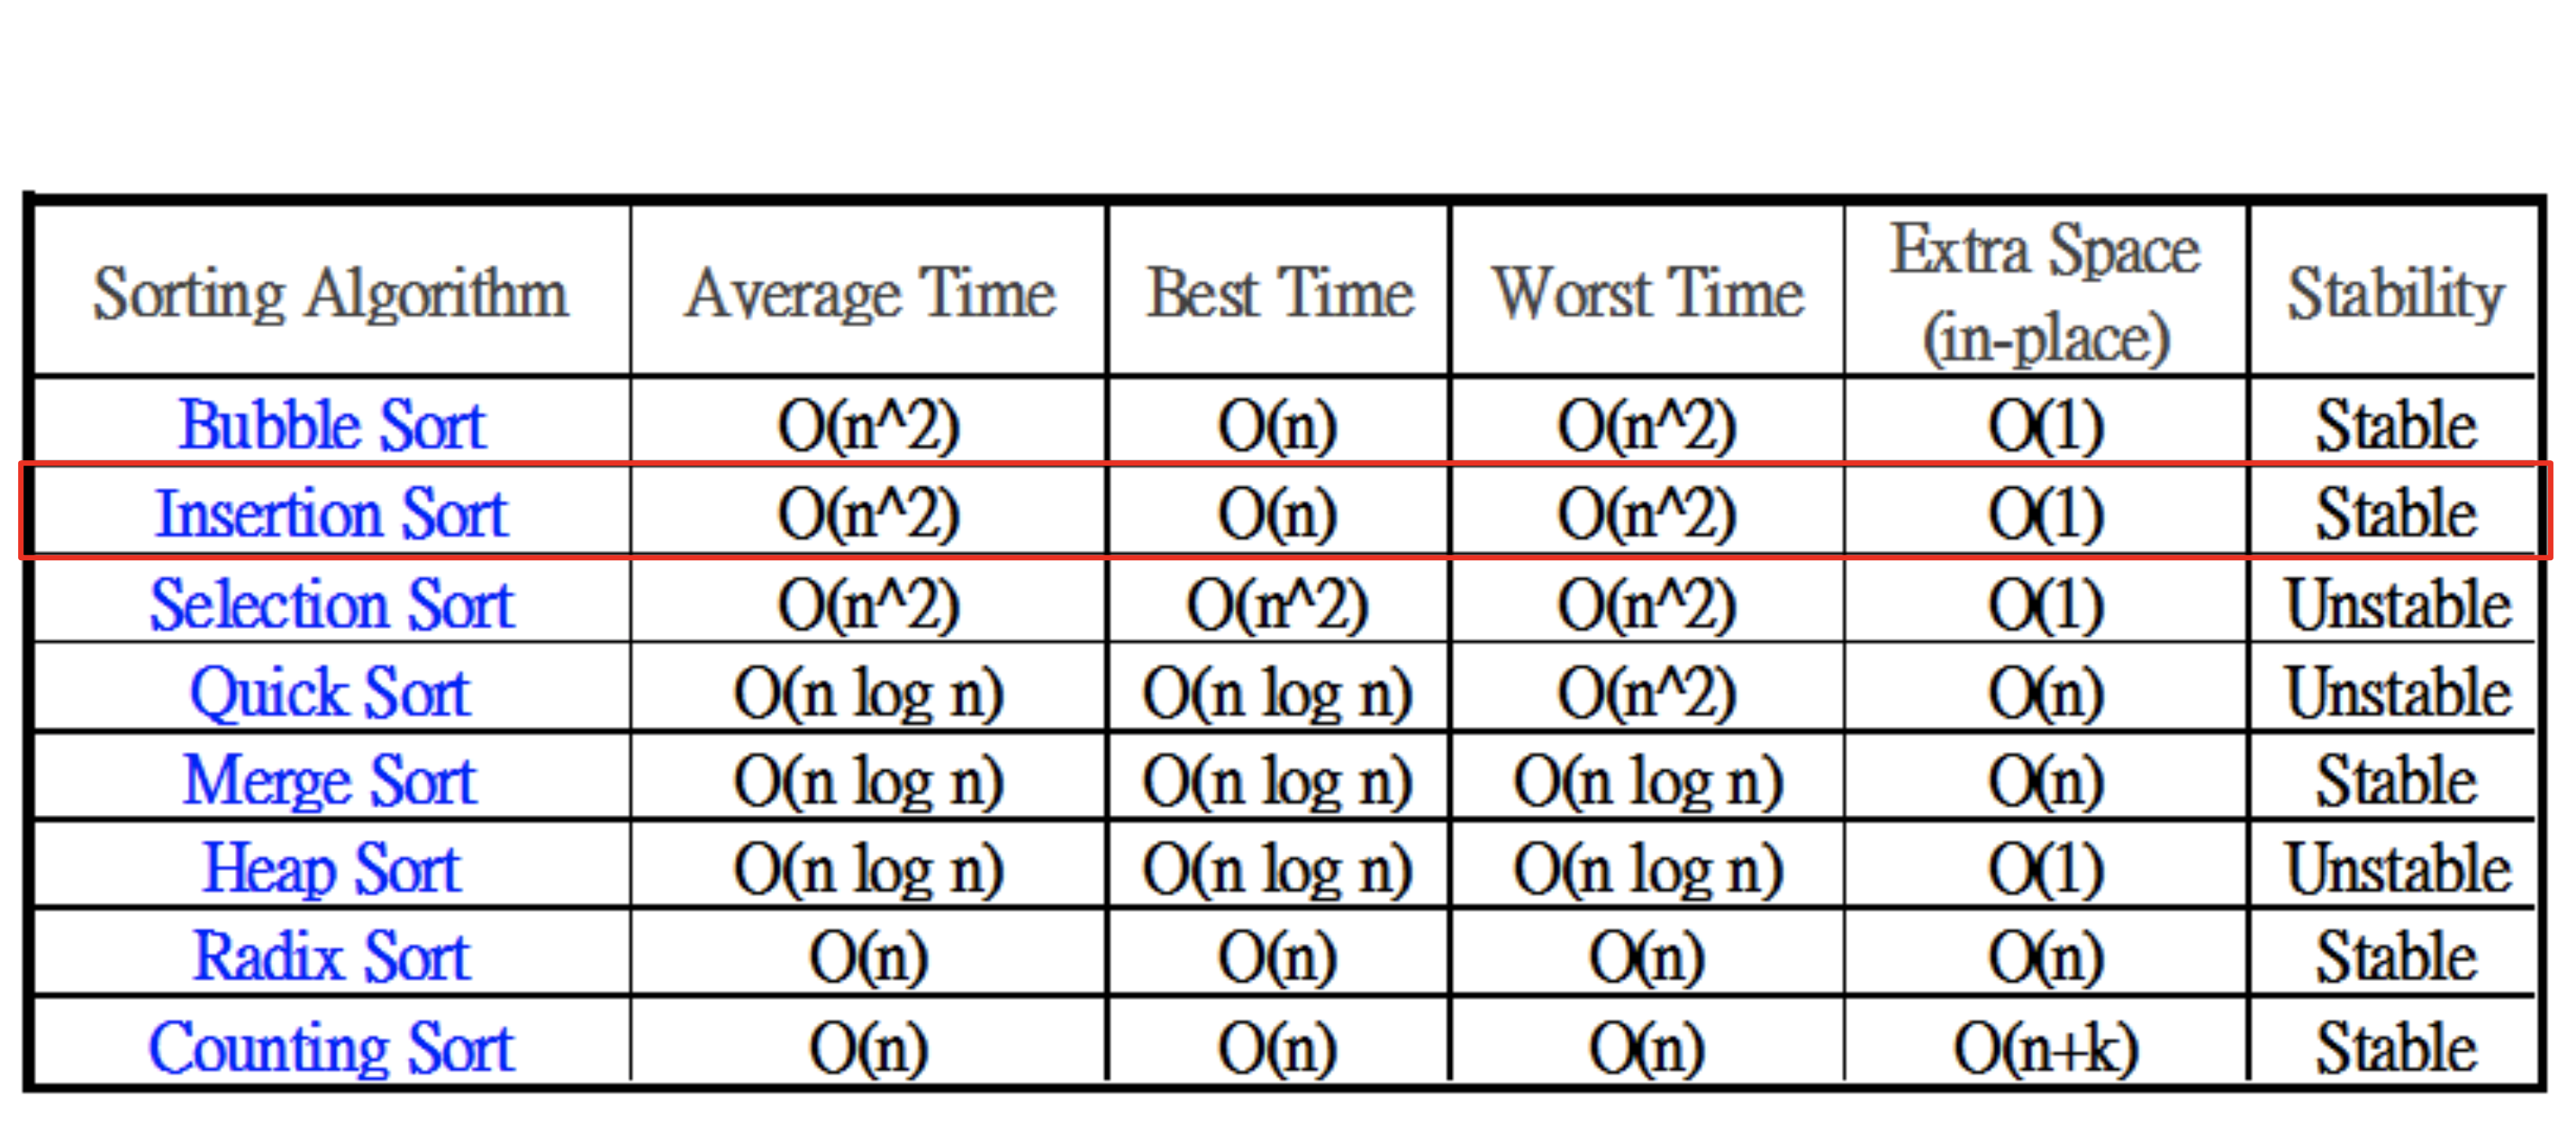 Sorting Algorithm Average Time Best Time Worst Time Extra Space (in-place) Stability
Bubble Sort O(n^2) O(n) O(n^2) O(1) Stable
Insertion Sort O(n^2) O(n) O(n^2) O(1) Stable
Selection Sort O(n^2) O(n^2) O(n^2) O(1) Unstable
Quick Sort O(n log n) O(n log n) O(n^2) O(n) Unstable
Merge Sort O(n log n) O(n log n) O(n log n) O(n) Stable
Heap Sort O(n log n) O(n log n) O(n log n) O(1) Unstable
Radix Sort O(n) O(n) O(n) O(n) Stable
Counting Sort O(n) O(n) O(n) O(n+k) Stable